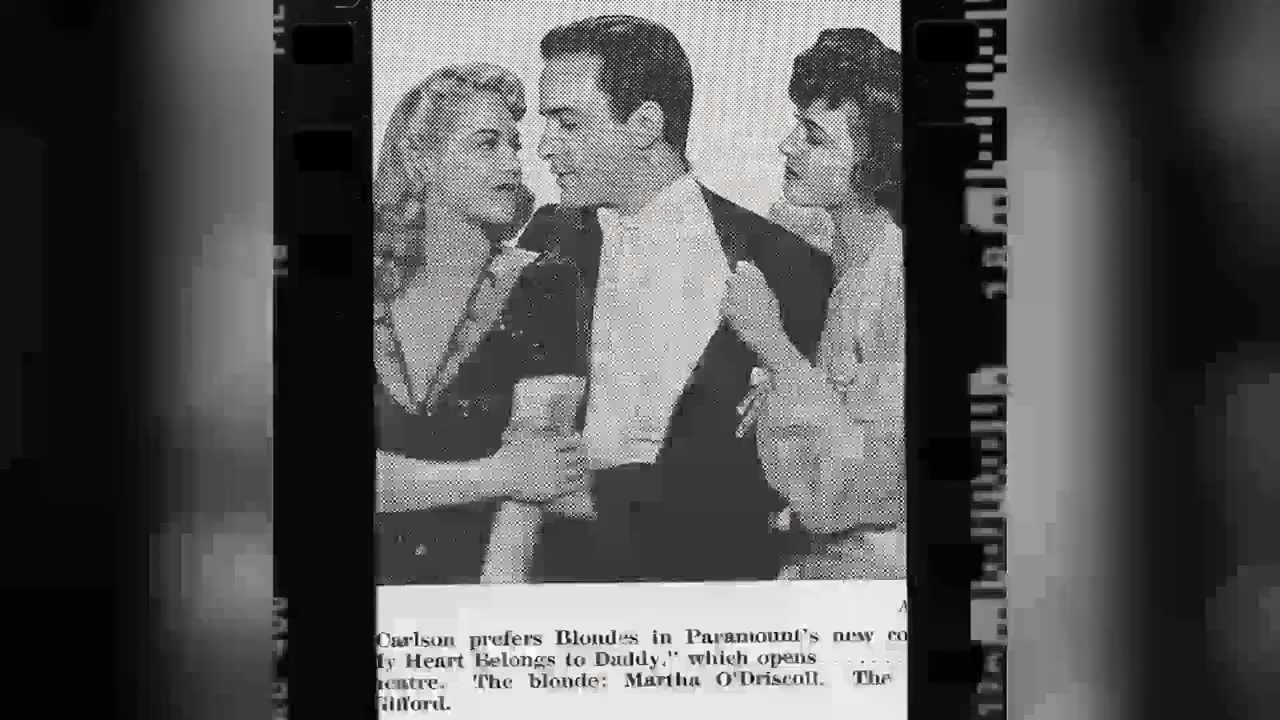 A
Carlson prefers Blondes in Paramount's new co
ly Heart Belongs to Daddy," which opens ......
heatre. The blonde: Martha O'Driscoll. The
Gifford.